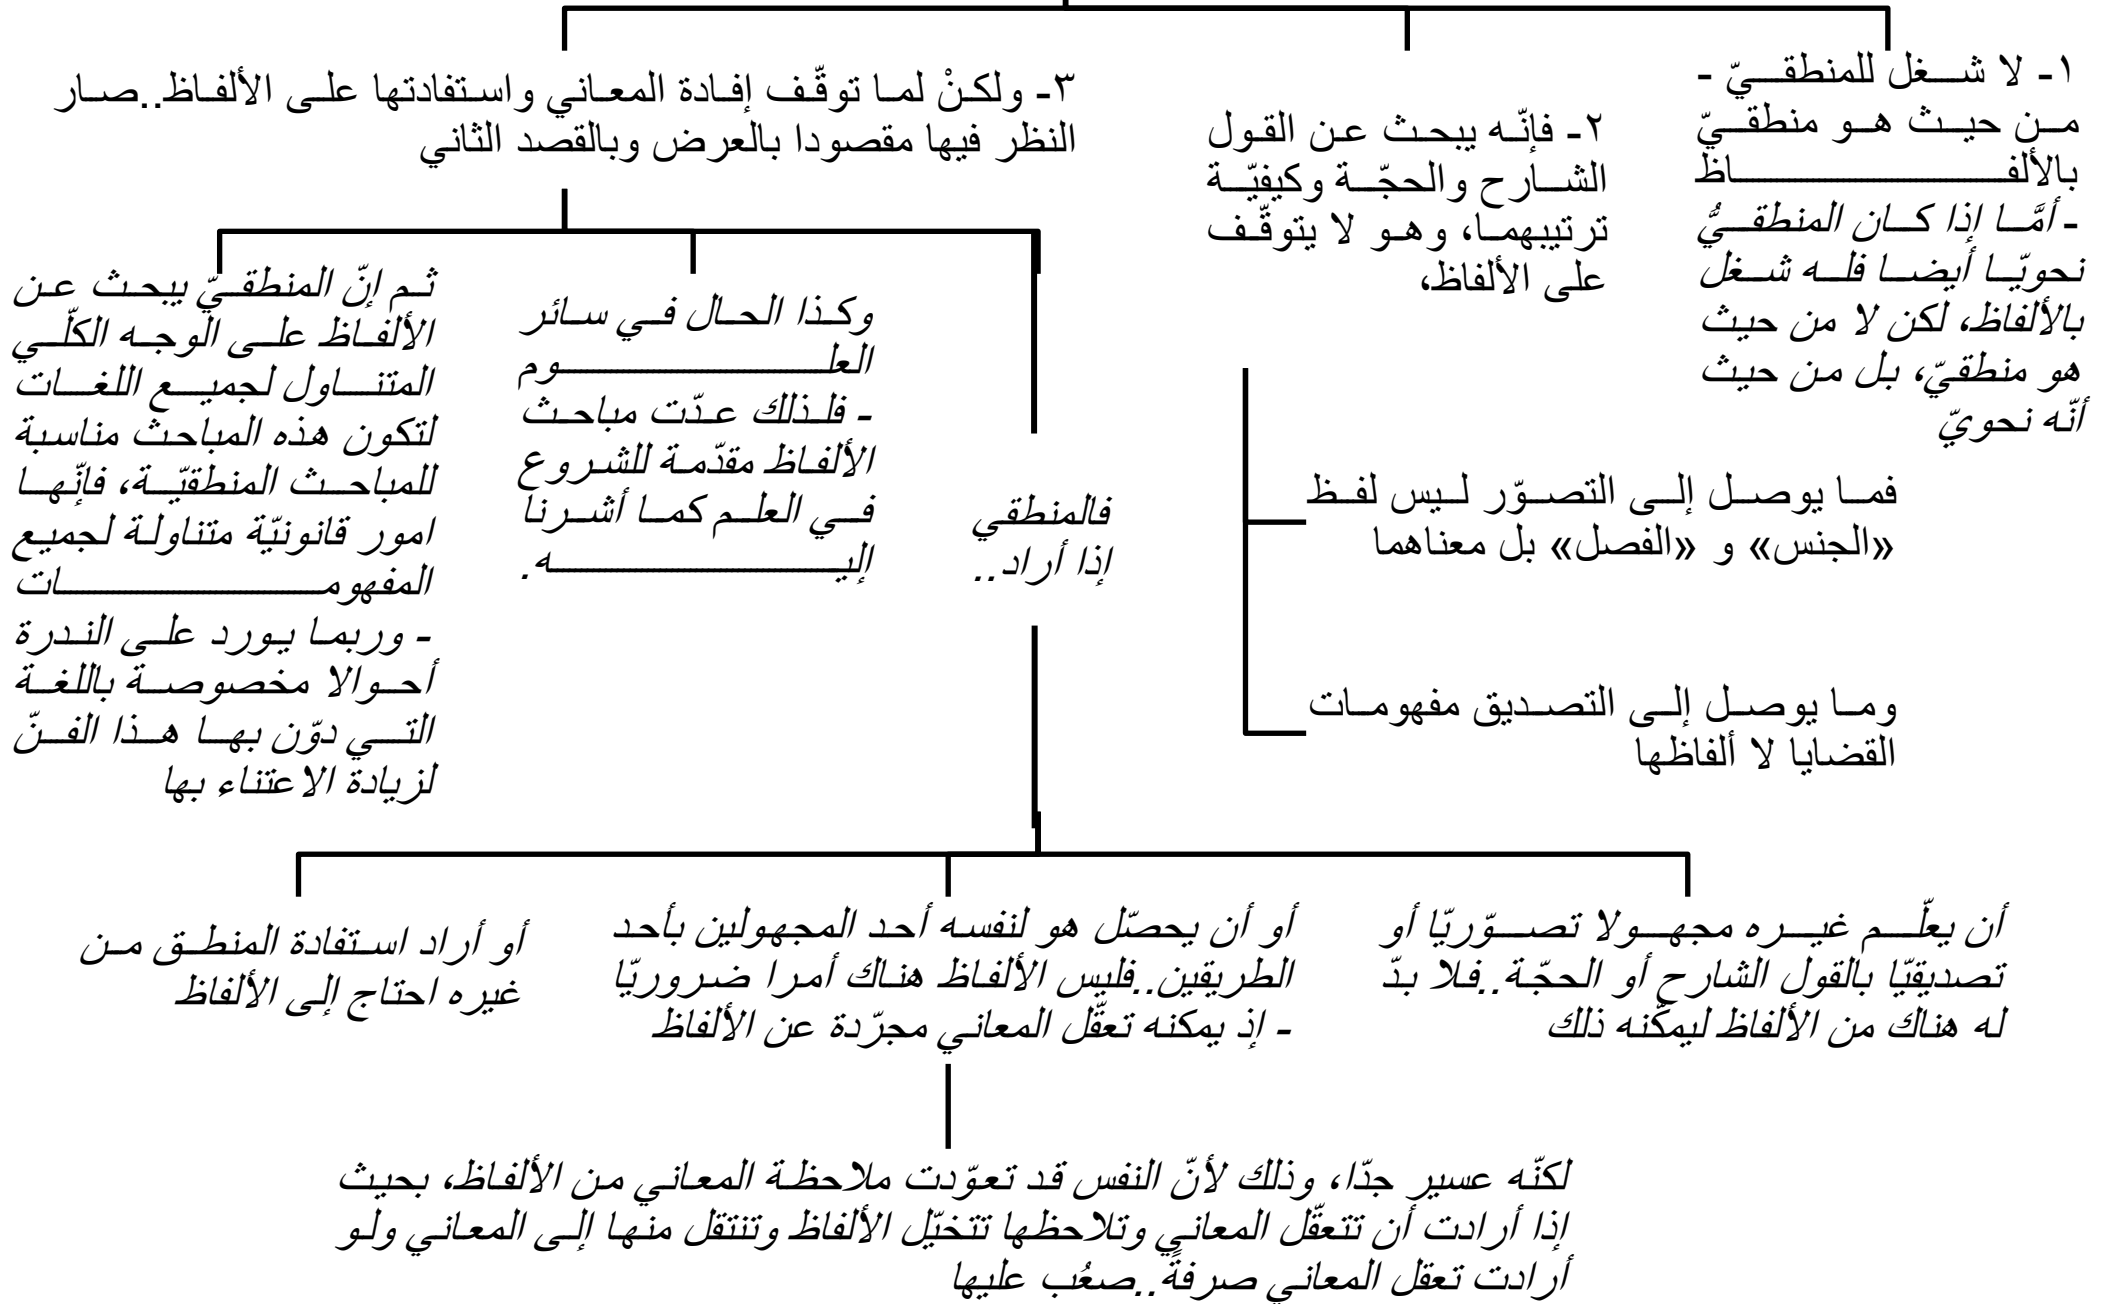 ١- لا شغل للمنطقيّ -
من حيث هو منطقيّ
بالألفاظ
- أمَّا إذا كان المنطقيُّ
نحويّا أيضا فله شغل
بالألفاظ، لكن لا من حيث
هو منطقيّ، بل من حيث
أنّه نحويّ
٢- فإنّه يبحث عن القول
الشارح والحجّة وكيفيّة
ترتيبهما، وهو لا يتوقّف
على الألفاظ،
فما يوصل إلى التصوّر ليس لفظ
«الجنس» و «الفصل» بل معناهما
وما يوصل إلى التصديق مفهومات
القضايا لا ألفاظها
٣- ولكنْ لما توقّف إفادة المعاني واستفادتها على الألفاظ..صار
النظر فيها مقصودا بالعرض وبالقصد الثاني
فالمنطقي
إذا أراد..
وكذا الحال في سائر
العلوم
- فلذلك عدّت مباحث
الألفاظ مقدّمة للشروع
في العلم كما أشرنا
إليه.
ثم إنّ المنطقيّ يبحث عن
الألفاظ على الوجه الكلّي
المتناول لجميع اللغات
لتكون هذه المباحث مناسبة
للمباحث المنطقيّة، فإنّها
امور قانونيّة متناولة لجميع
المفهومات
- وربما يورد على الندرة
أحوالا مخصوصة باللغة
التي دوّن بها هذا الفنّ
لزيادة الاعتناء بها
أن يعلّم غيره مجهولا تصوّريّا أو
تصديقيّا بالقول الشارح أو الحجّة..فلا بدّ
له هناك من الألفاظ ليمكّنه ذلك
أو أن يحصّل هو لنفسه أحد المجهولين بأحد
الطريقين..فليس الألفاظ هناك أمرا ضروريّا
- إذ يمكنه تعقّل المعاني مجرّدة عن الألفاظ
أو أراد استفادة المنطق من
غيره احتاج إلى الألفاظ
لكنّه عسير جدّا، وذلك لأنّ النفس قد تعوّدت ملاحظة المعاني من الألفاظ، بحيث
إذا أرادت أن تتعقّل المعاني وتلاحظها تتخيّل الألفاظ وتنتقل منها إلى المعاني ولو
أرادت تعقل المعاني صرفةً..صعُب عليها